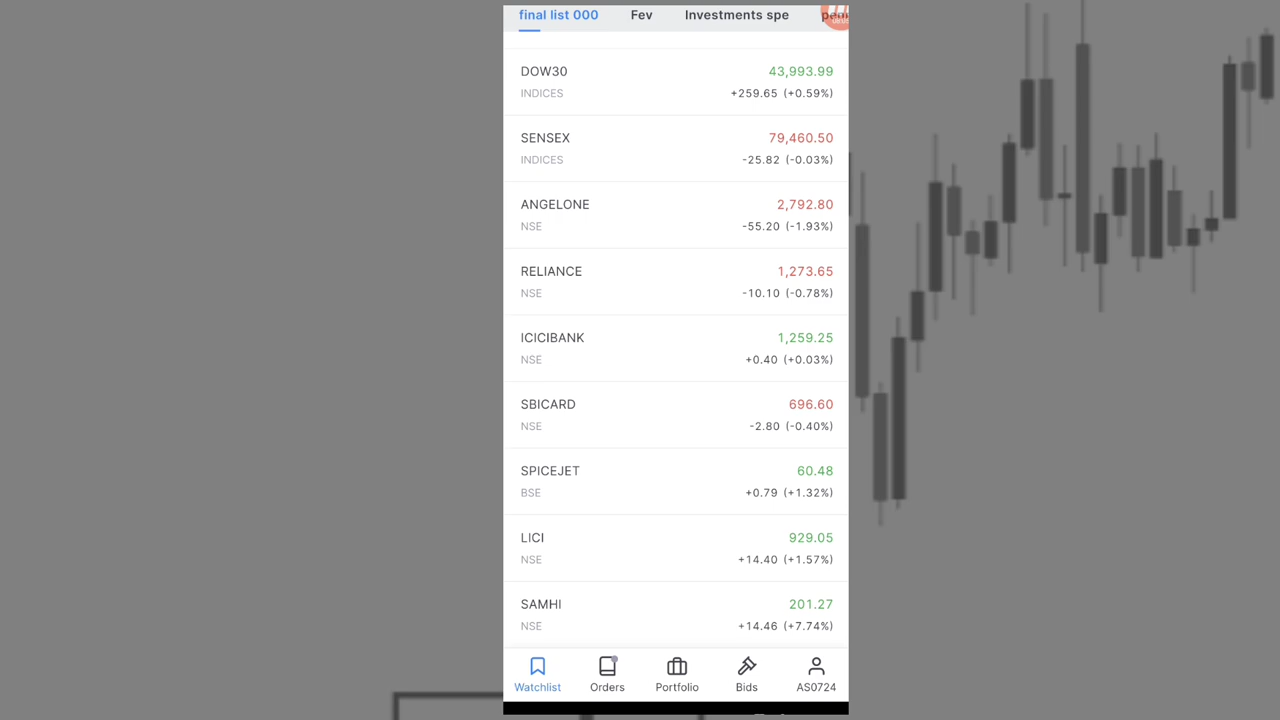 final list 000 Fev Investments spe
DOW30 43,993.99
INDICES +259.65 (+0.59%)
SENSEX 79,460.50
INDICES -25.82 (-0.03%)
ANGELONE 2,792.80
NSE -55.20 (-1.93%)
RELIANCE 1,273.65
NSE -10.10 (-0.78%)
ICICIBANK 1,259.25
NSE +0.40 (+0.03%)
SBICARD 696.60
NSE -2.80 (-0.40%)
SPICEJET 60.48
BSE +0.79 (+1.32%)
LICI 929.05
NSE +14.40 (+1.57%)
SAMHI 201.27
NSE +14.46 (+7.74%)
Watchlist Orders Portfolio Bids AS0724